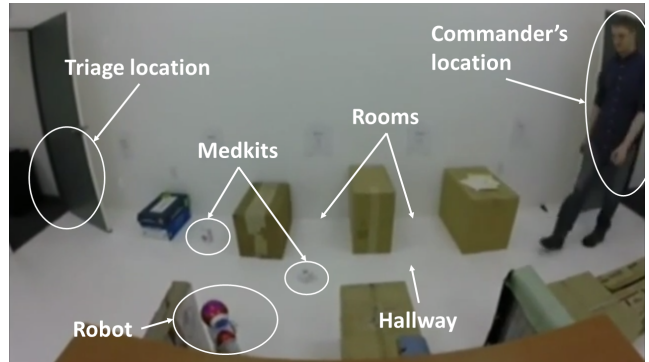 Commander's
location
Triage location
Rooms
Medkits
Robot
Hallway